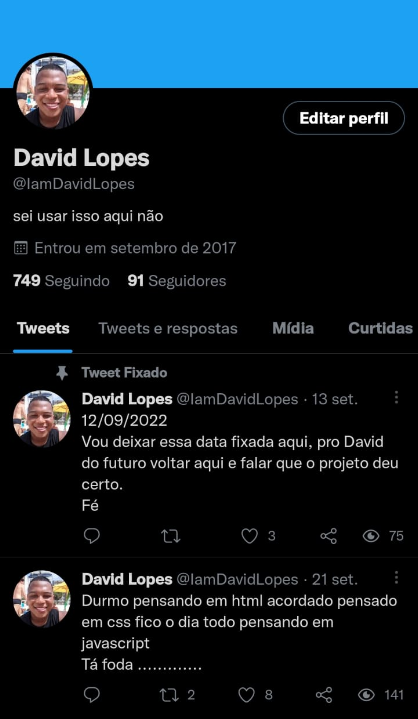 Editar perfil
David Lopes
@IamDavidLopes
sei usar isso aqui não
Entrou em setembro de 2017
749 Seguindo 91 Seguidores
Tweets Tweets e respostas Mídia Curtidas
Tweet Fixado
David Lopes @IamDavidLopes · 13 set.
12/09/2022
Vou deixar essa data fixada aqui, pro David
do futuro voltar aqui e falar que o projeto deu
certo.
Fé
3 75
David Lopes @IamDavidLopes · 21 set.
Durmo pensando em html acordado pensado
em css fico o dia todo pensando em
javascript
Tá foda .............
2 8 141